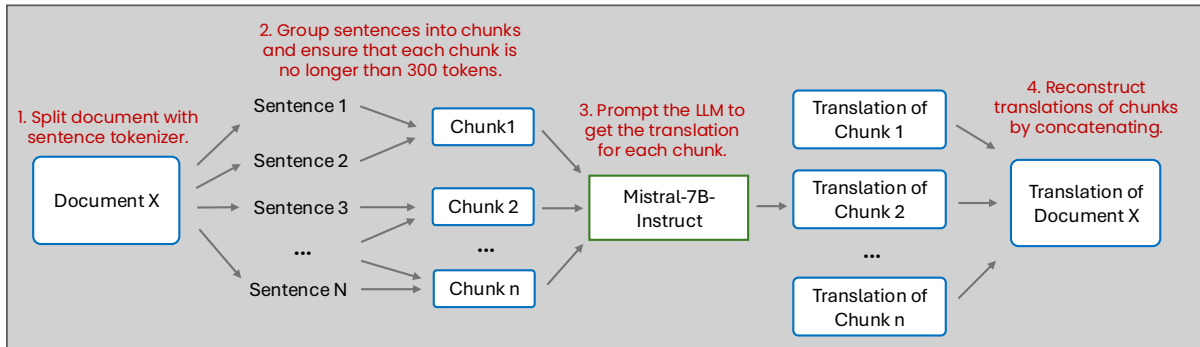 2. Group sentences into chunks
and ensure that each chunk is
no longer than 300 tokens.
1. Split document with
sentence tokenizer.
3. Prompt the LLM to
get the translation
for each chunk.
4. Reconstruct
translations of chunks
by concatenating.
Document X
Sentence 1
Sentence 2
Sentence 3
...
Sentence N
Chunk1
Chunk 2
...
Chunk n
Mistral-7B-
Instruct
Translation of
Chunk 1
Translation of
Chunk 2
...
Translation of
Chunk n
Translation of
Document X